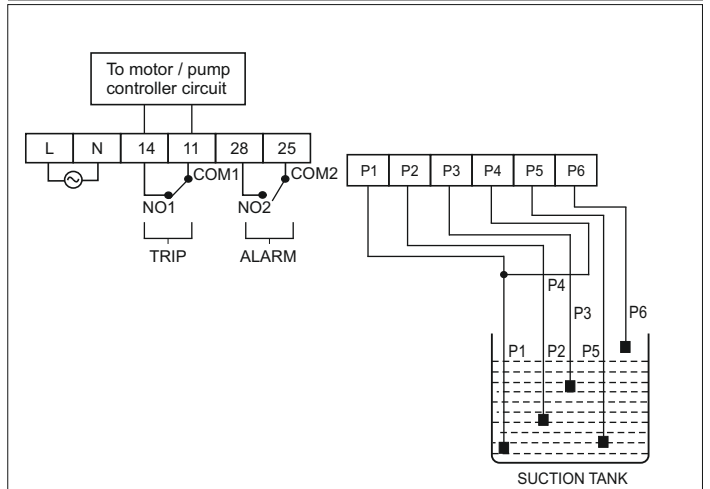 To motor / pump
controller circuit
L N 14 11 28 25
COM1 COM2
NO1 NO2
TRIP ALARM
P1 P2 P3 P4 P5 P6
P4
P3
P6
P1 P2 P5
SUCTION TANK